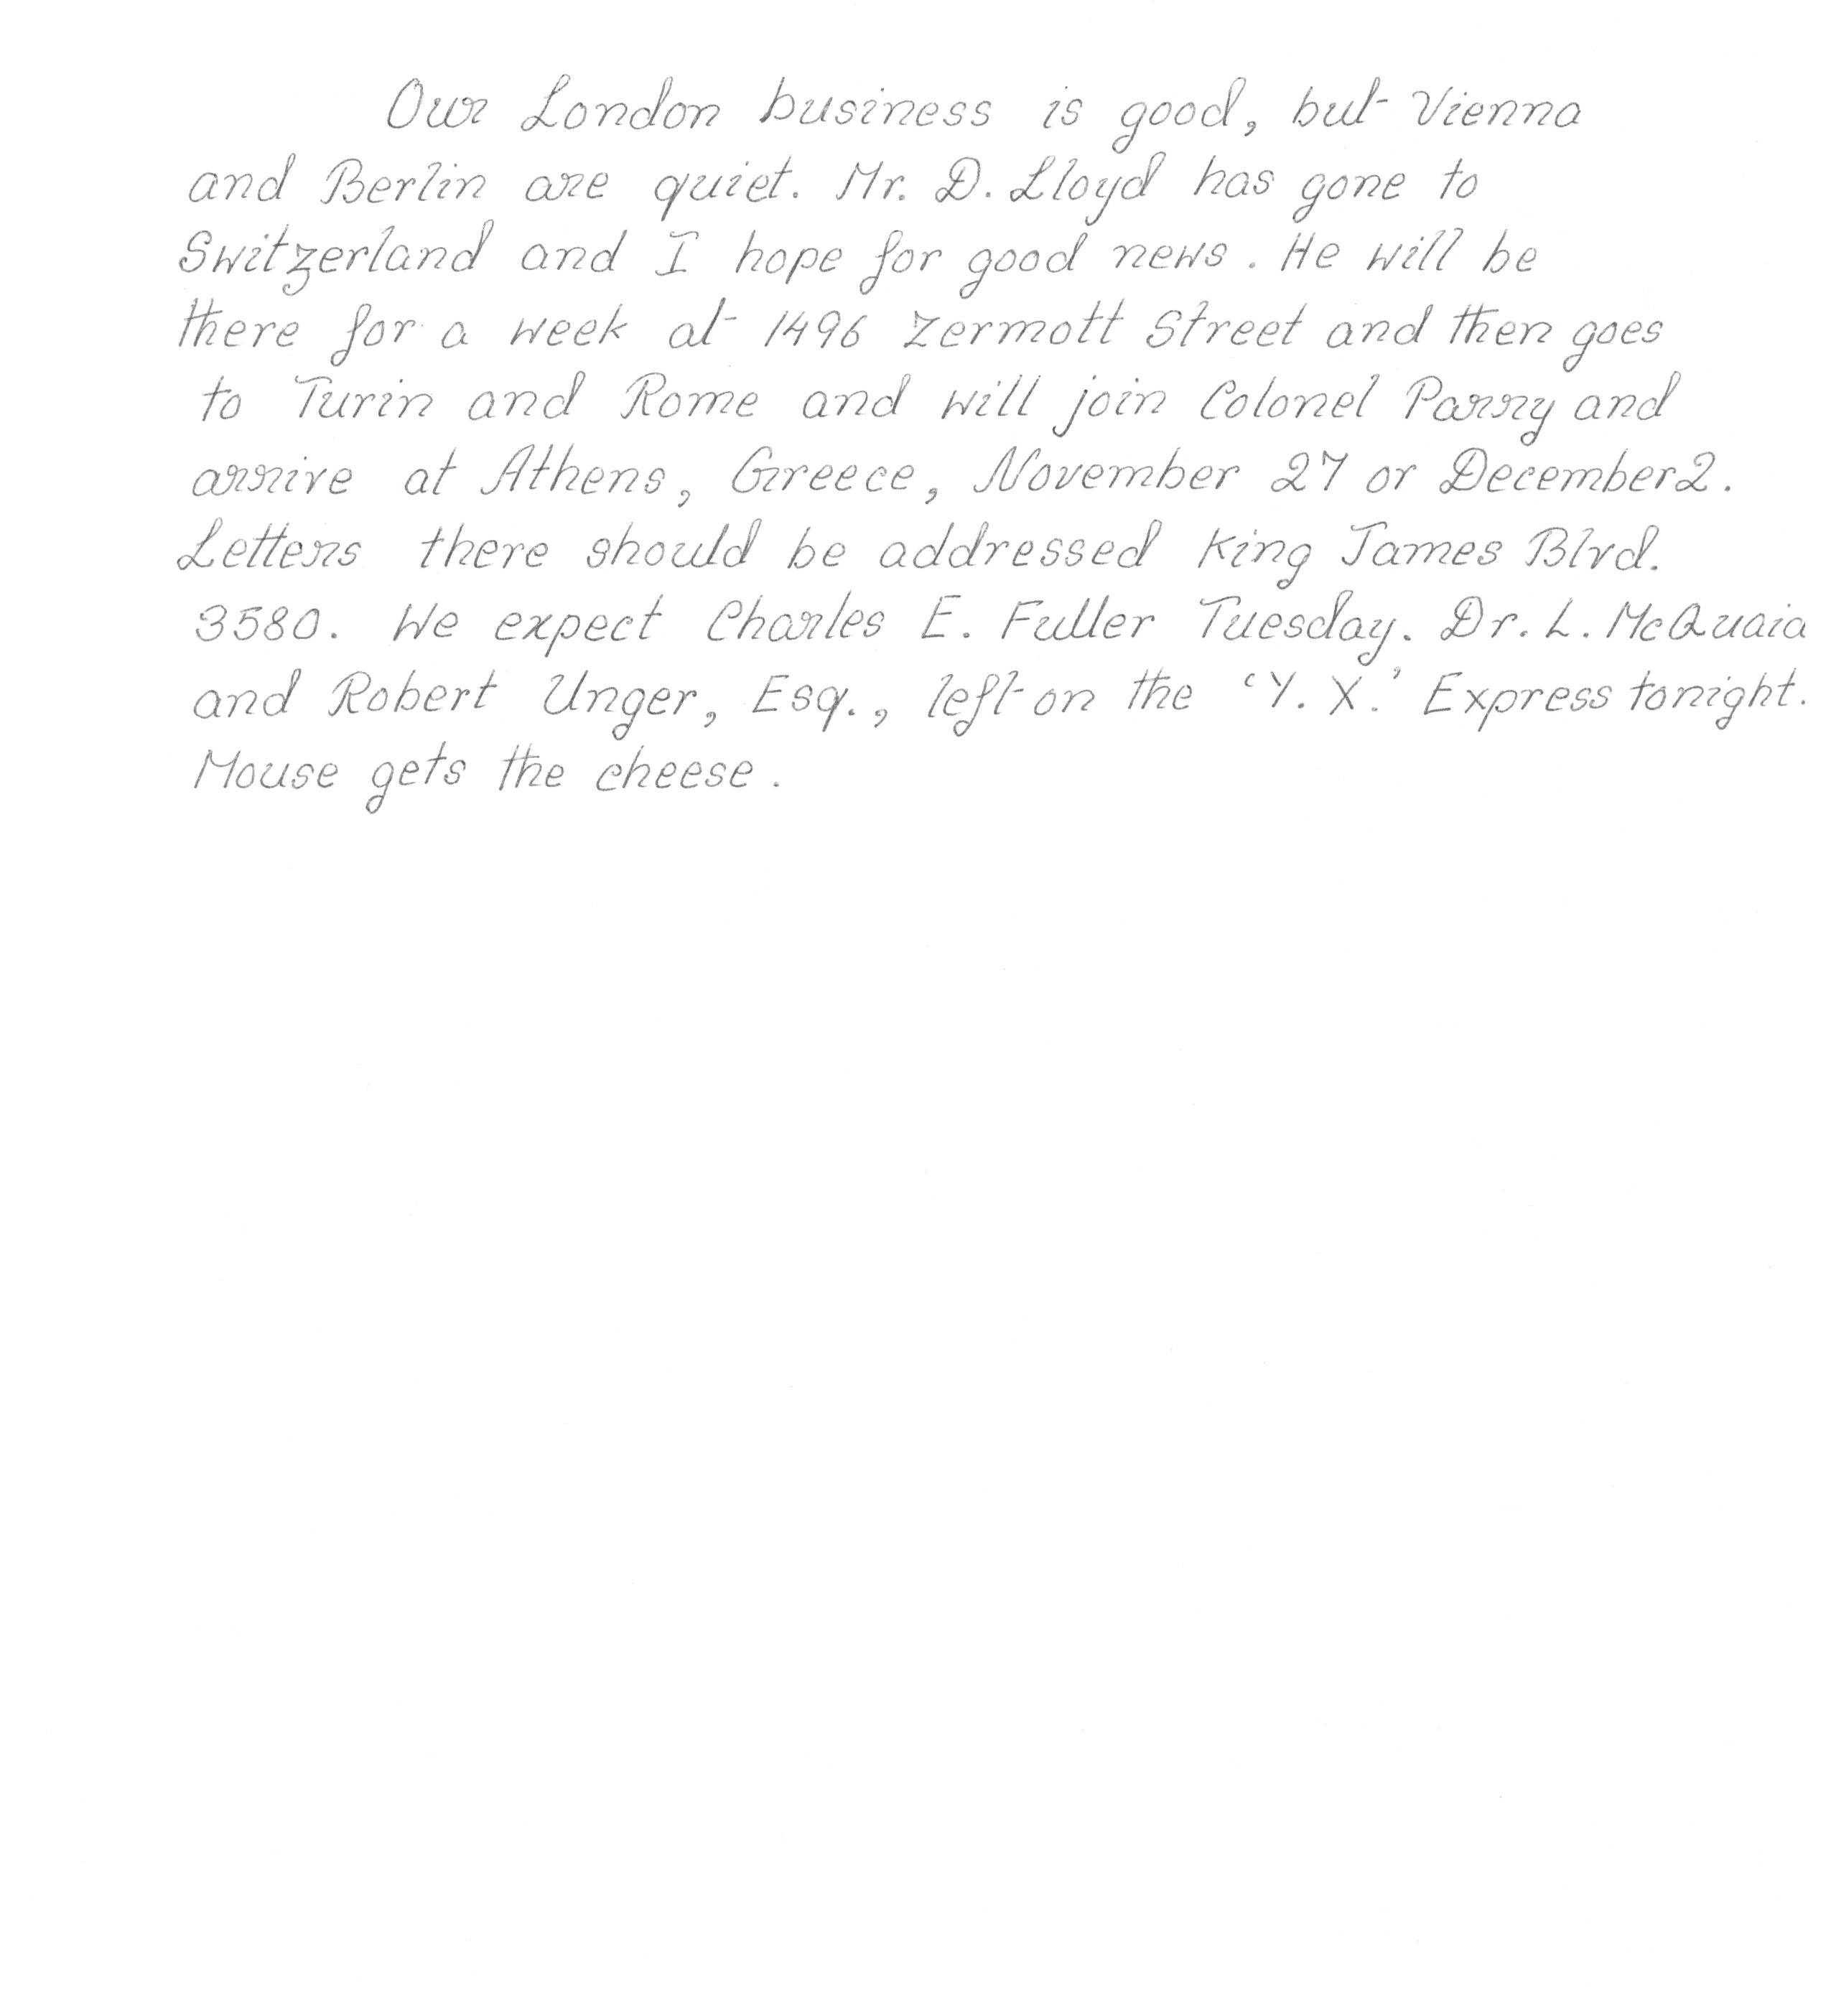 Our London business is good, but Vienna
and Berlin are quiet. Mr. D. Lloyd has gone to
Switzerland and I hope for good news. He will be
there for a week at 1496 Zermott Street and then goes
to Turin and Rome and will join Colonel Parry and
arrive at Athens, Greece, November 27 or December 2.
Letters there should be addressed King James Blvd.
3580. We expect Charles E. Fuller Tuesday. Dr. L. McQuaid
and Robert Unger, Esq., left on the 'Y. X.' Express tonight.
Mouse gets the cheese.